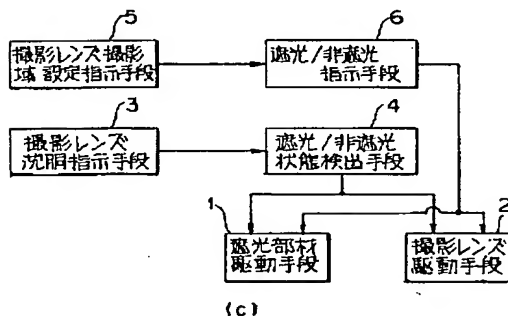 5
撮影レンズ撮影
域設定指示手段
6
遮光/非遮光
指示手段
3
撮影レンズ
沈胴指示手段
4
遮光/非遮光
状態検出手段
1
遮光部材
駆動手段
2
撮影レンズ
駆動手段
(c)